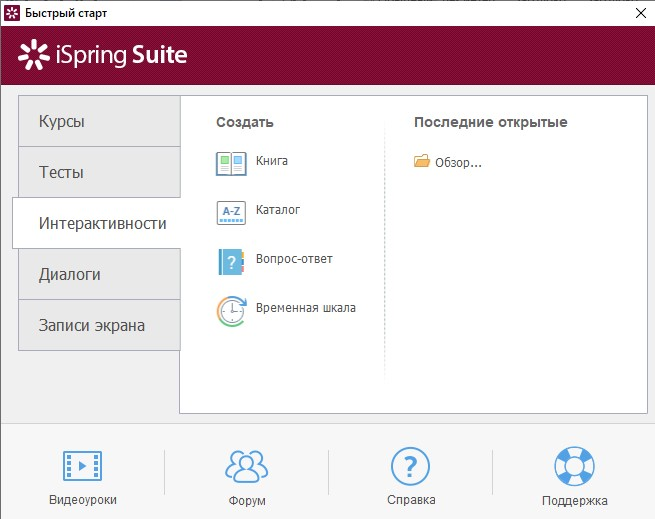 Быстрый старт
iSpring Suite
Курсы
Тесты
Интерактивности
Диалоги
Записи экрана
Создать
Книга
A-Z
Каталог
?
Вопрос-ответ
Временная шкала
Последние открытые
Обзор...
Видеоуроки
Форум
?
Справка
Поддержка